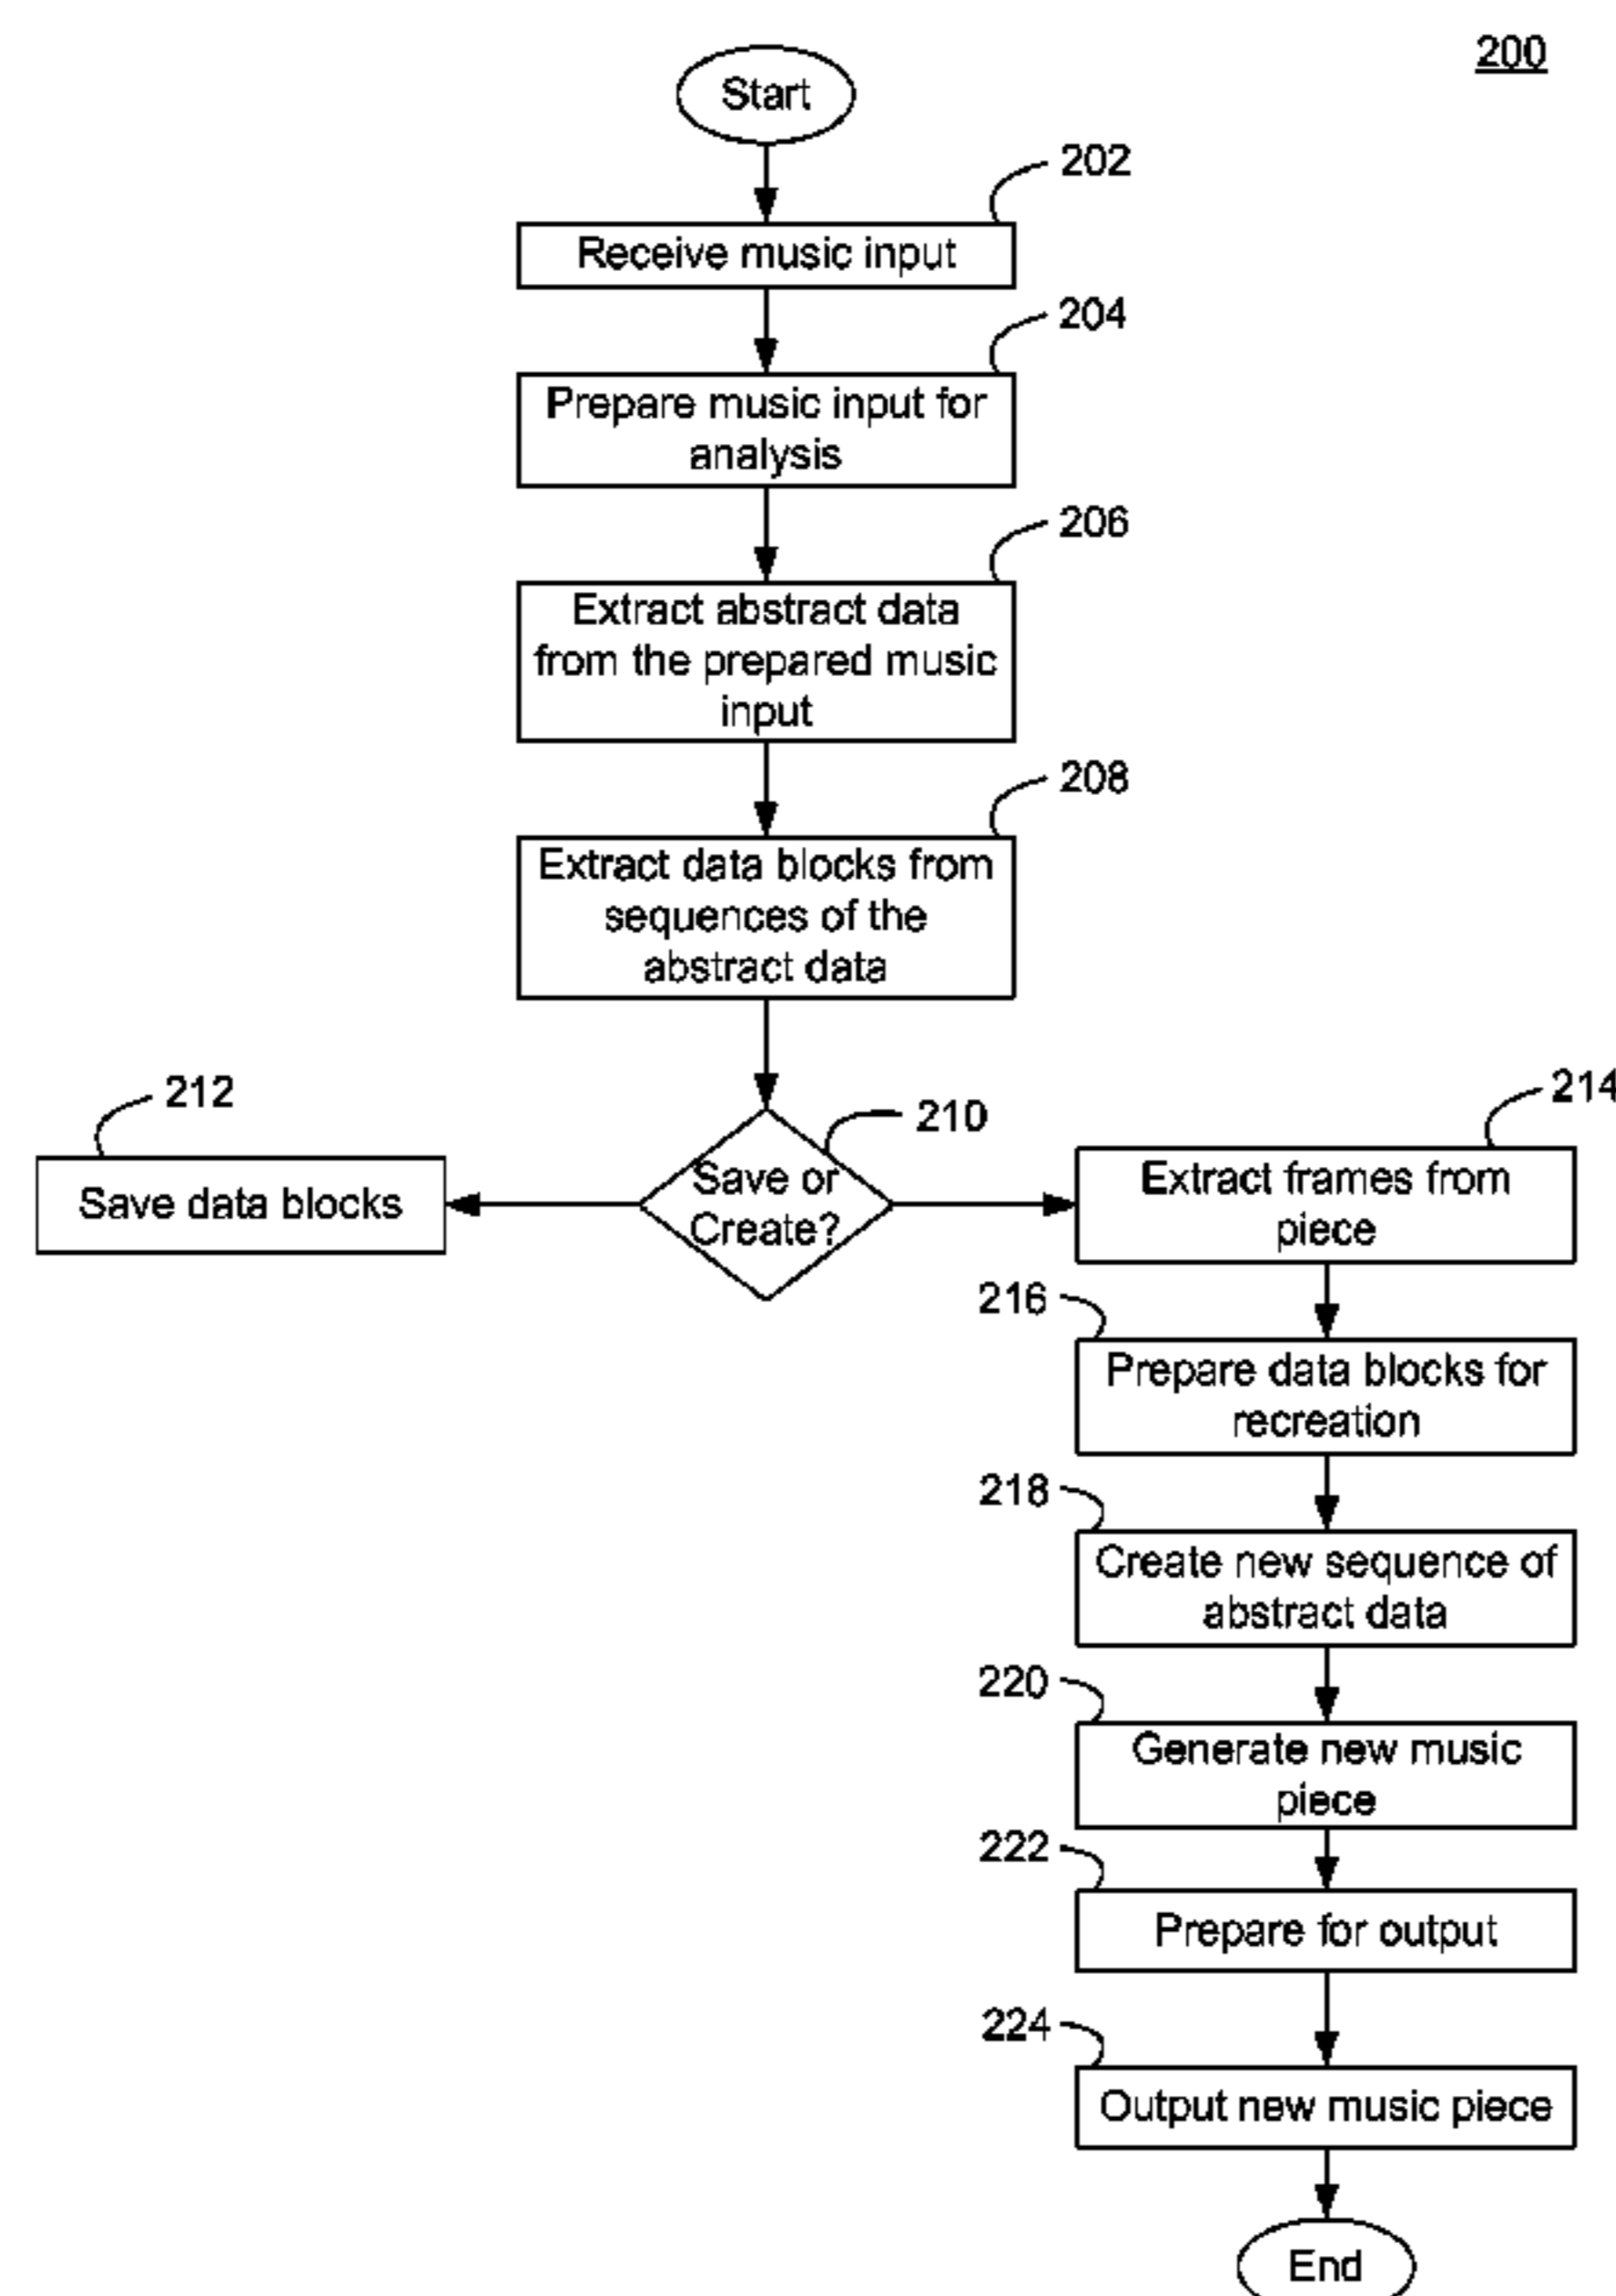 200
Start
202
Receive music input
204
Prepare music input for
analysis
206
Extract abstract data
from the prepared music
input
208
Extract data blocks from
sequences of the
abstract data
212
Save data blocks
210
Save or
Create?
214
Extract frames from
piece
216
Prepare data blocks for
recreation
218
Create new sequence of
abstract data
220
Generate new music
piece
222
Prepare for output
224
Output new music piece
End